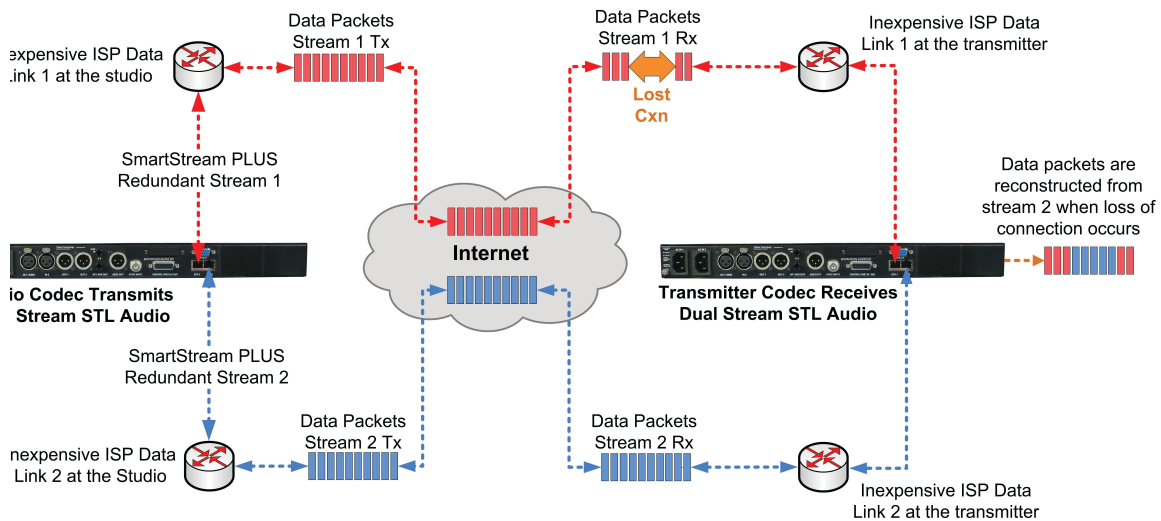 Data Packets
Stream 1 Tx
Data Packets
Stream 1 Rx
Inexpensive ISP Data
Link 1 at the transmitter
expensive ISP Data
Link 1 at the studio
Lost
Cxn
SmartStream PLUS
Redundant Stream 1
Data packets are
reconstructed from
stream 2 when loss of
connection occurs
Internet
io Codec Transmits
Stream STL Audio
Transmitter Codec Receives
Dual Stream STL Audio
SmartStream PLUS
Redundant Stream 2
Data Packets
Stream 2 Tx
Data Packets
Stream 2 Rx
nexpensive ISP Data
Link 2 at the Studio
Inexpensive ISP Data
Link 2 at the transmitter